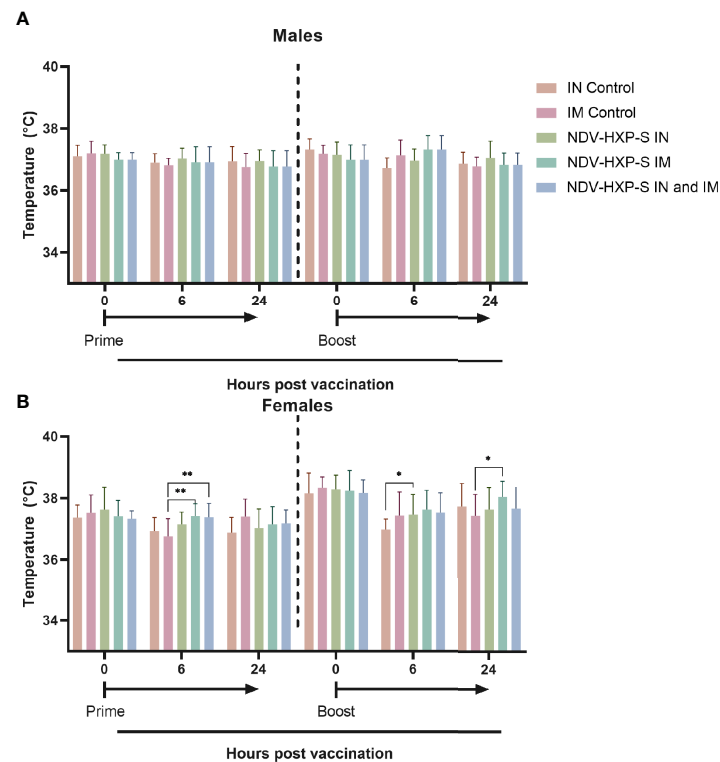 A
Males
Temperature (°C)
40
38
36
34
0 6 24 0 6 24
Prime Boost
Hours post vaccination
IN Control
IM Control
NDV-HXP-S IN
NDV-HXP-S IM
NDV-HXP-S IN and IM
B
Females
Temperature (°C)
40
38
36
34
**
**
*
*
0 6 24 0 6 24
Prime Boost
Hours post vaccination